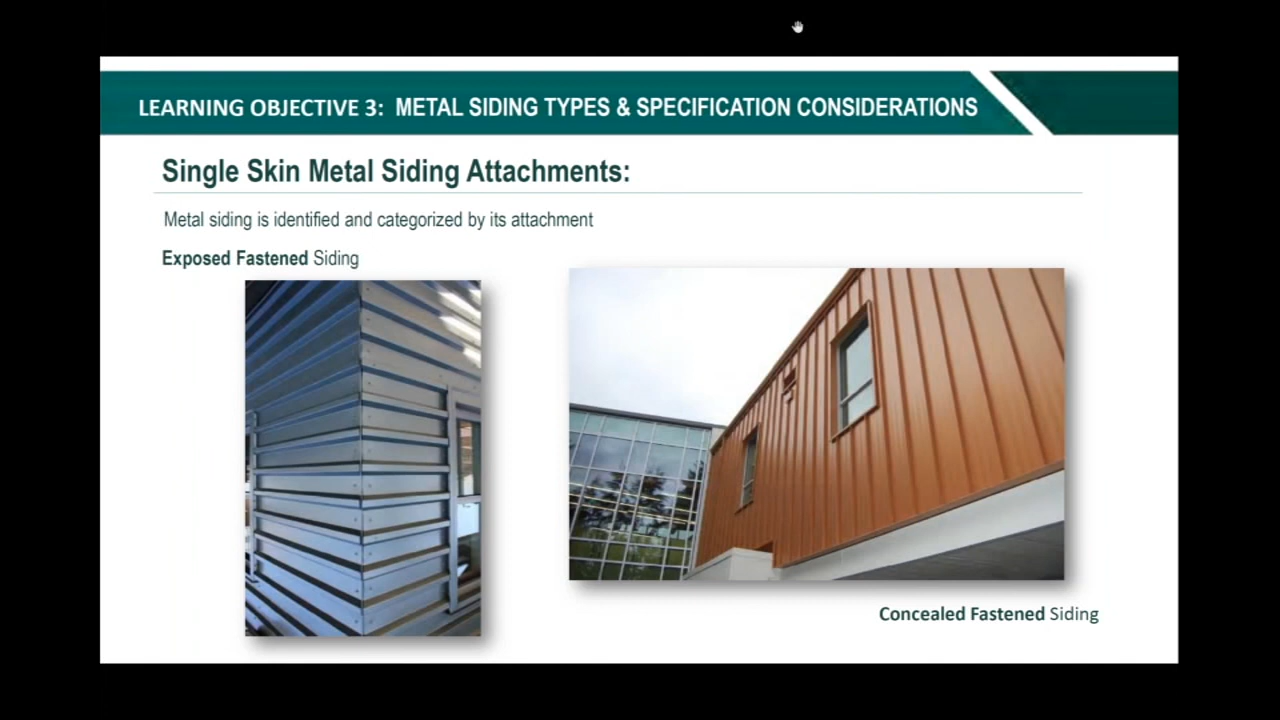 LEARNING OBJECTIVE 3: METAL SIDING TYPES & SPECIFICATION CONSIDERATIONS
Single Skin Metal Siding Attachments:
Metal siding is identified and categorized by its attachment
Exposed Fastened Siding
Concealed Fastened Siding